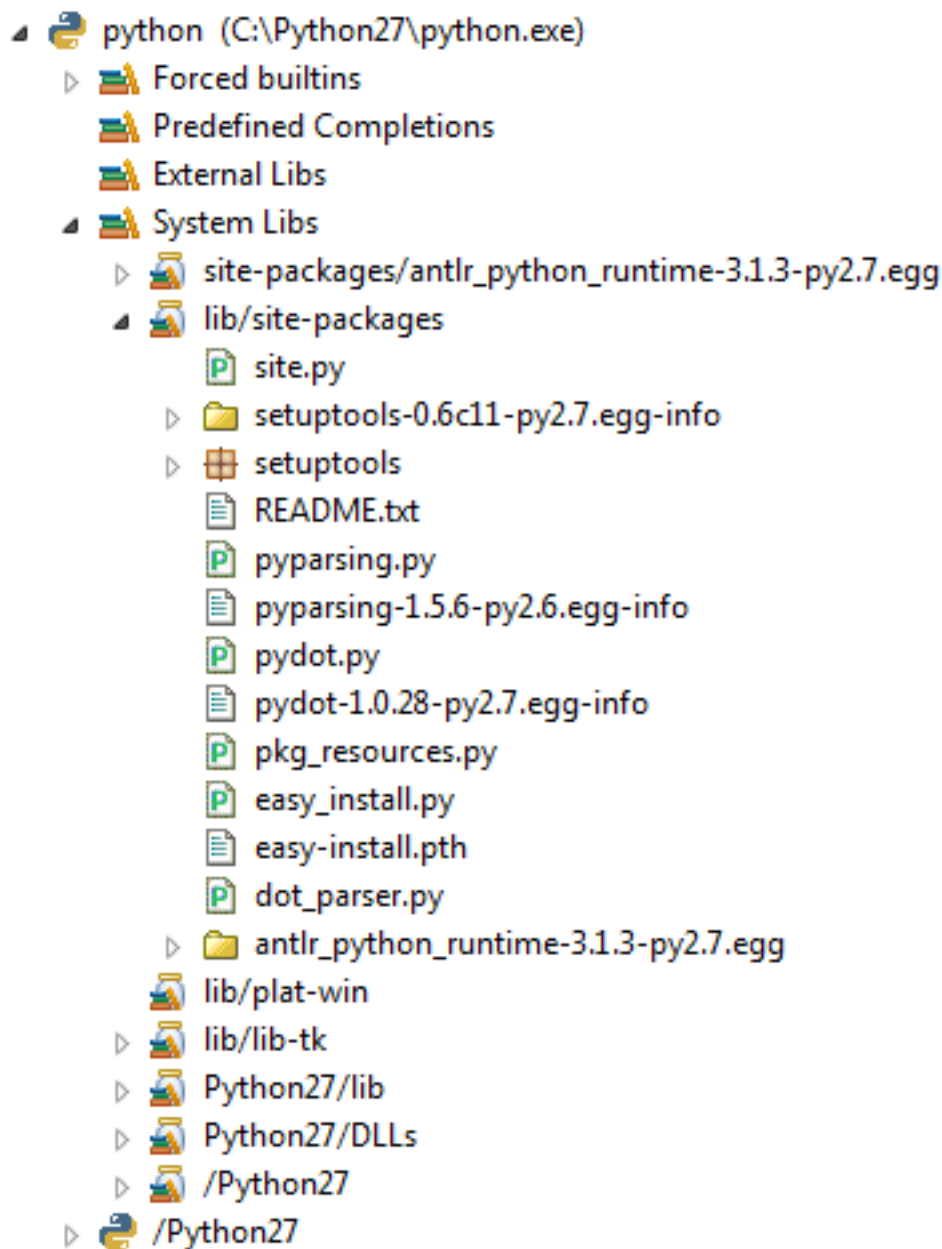 python (C:\Python27\python.exe)
Forced builtins
Predefined Completions
External Libs
System Libs
site-packages/antlr_python_runtime-3.1.3-py2.7.egg
lib/site-packages
site.py
setuptools-0.6c11-py2.7.egg-info
setuptools
README.txt
pyparsing.py
pyparsing-1.5.6-py2.6.egg-info
pydot.py
pydot-1.0.28-py2.7.egg-info
pkg_resources.py
easy_install.py
easy-install.pth
dot_parser.py
antlr_python_runtime-3.1.3-py2.7.egg
lib/plat-win
lib/lib-tk
Python27/lib
Python27/DLLs
/Python27
/Python27